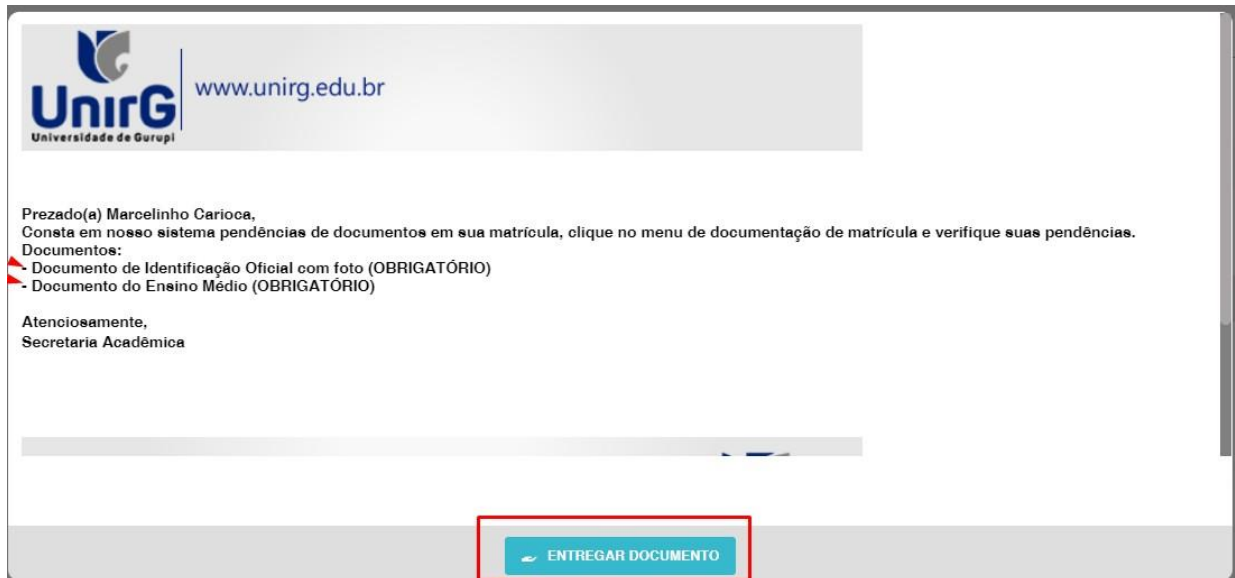 UnirG
Universidade de Gurupi
www.unirg.edu.br
Prezado(a) Marcelinho Carioca,
Consta em nosso sistema pendências de documentos em sua matrícula, clique no menu de documentação de matrícula e verifique suas pendências.
Documentos:
- Documento de Identificação Oficial com foto (OBRIGATÓRIO)
- Documento do Ensino Médio (OBRIGATÓRIO)
Atenciosamente,
Secretaria Acadêmica
ENTREGAR DOCUMENTO